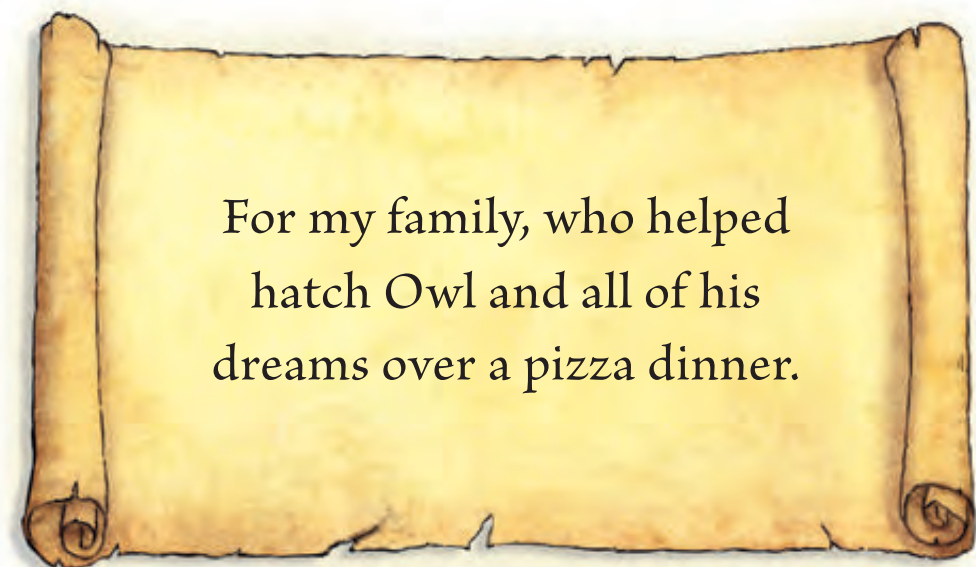 For my family, who helped
hatch Owl and all of his
dreams over a pizza dinner.